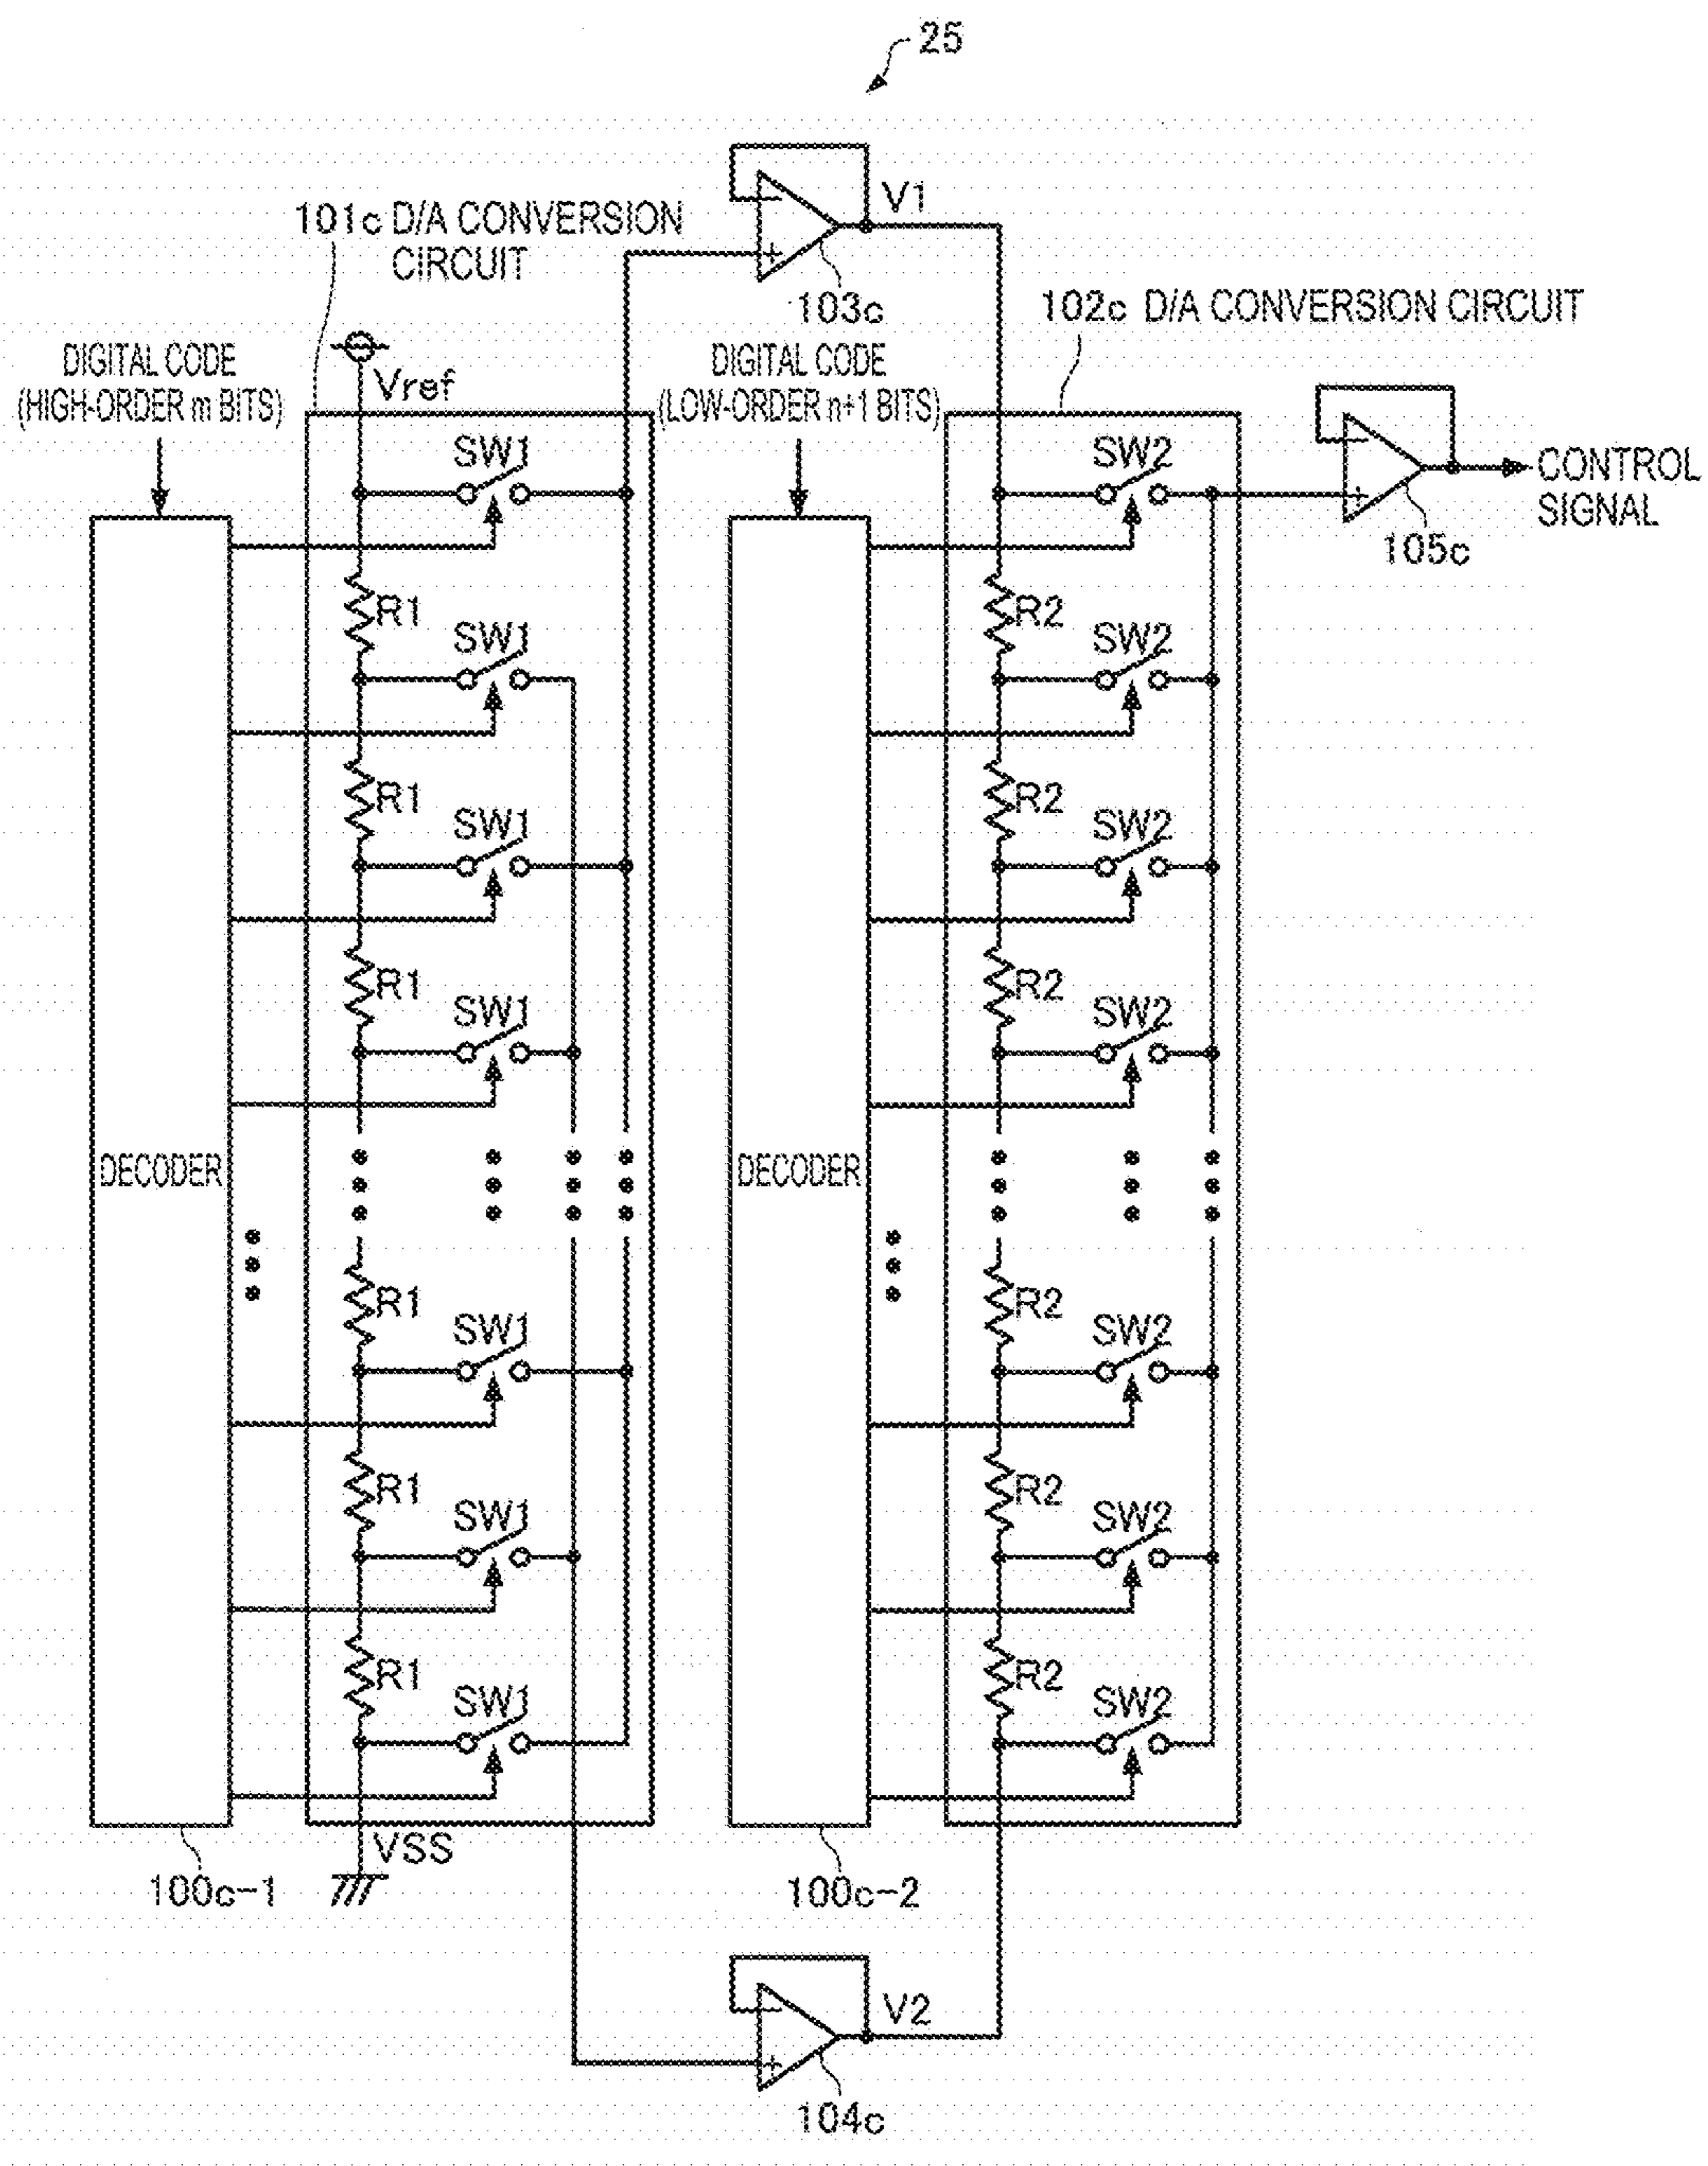 25
V1
101c D/A CONVERSION
CIRCUIT
103c
102c D/A CONVERSION CIRCUIT
DIGITAL CODE
(HIGH-ORDER m BITS)
Vref
DIGITAL CODE
(LOW-ORDER n+1 BITS)
CONTROL
SIGNAL
105c
SW1
SW2
R1
R2
SW1
SW2
R1
R2
SW1
SW2
R1
R2
SW1
SW2
DECODER
DECODER
R1
R2
SW1
SW2
R1
R2
SW1
SW2
R1
R2
SW1
SW2
VSS
100c-1
100c-2
V2
104c